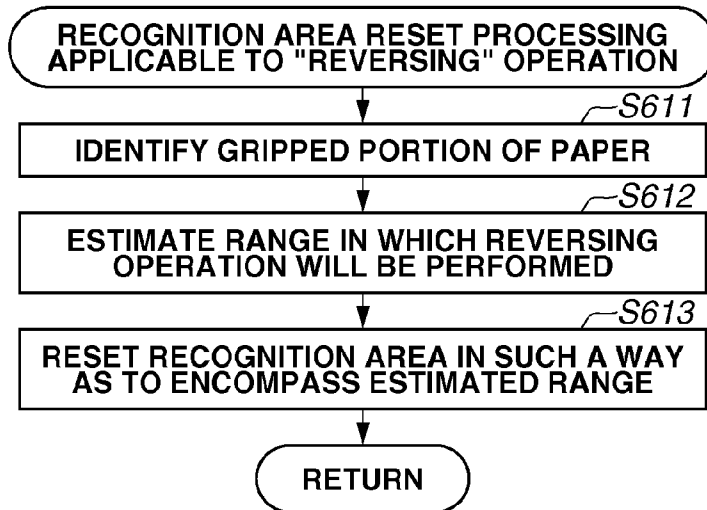 RECOGNITION AREA RESET PROCESSING
APPLICABLE TO "REVERSING" OPERATION
S611
IDENTIFY GRIPPED PORTION OF PAPER
S612
ESTIMATE RANGE IN WHICH REVERSING
OPERATION WILL BE PERFORMED
S613
RESET RECOGNITION AREA IN SUCH A WAY
AS TO ENCOMPASS ESTIMATED RANGE
RETURN